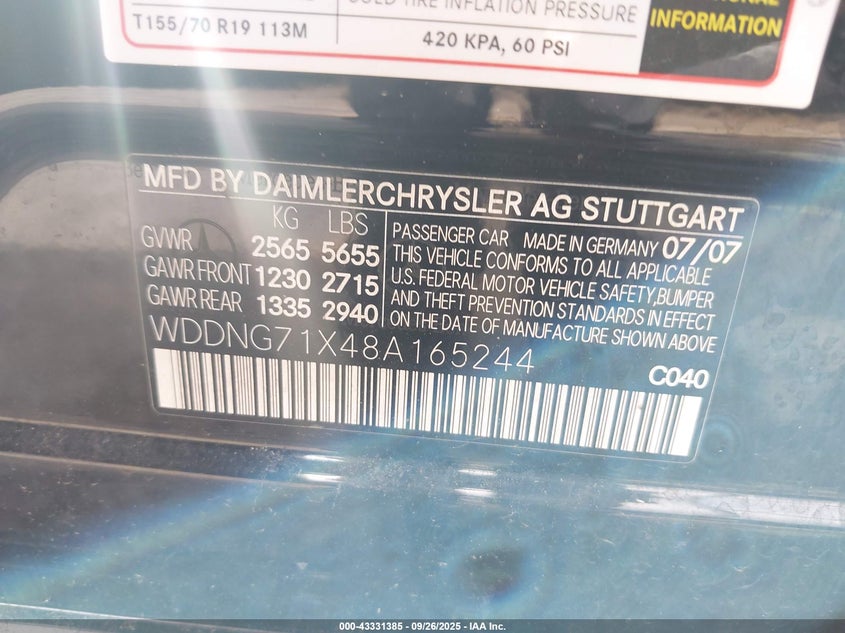 T155/70 R19 113M
COLD TIRE INFLATION PRESSURE
420 KPA, 60 PSI
INFORMATION
MFD BY DAIMLERCHRYSLER AG STUTTGART
KG LBS
GVWR 2565 5655
GAWR FRONT 1230 2715
GAWR REAR 1335 2940
PASSENGER CAR MADE IN GERMANY 07/07
THIS VEHICLE CONFORMS TO ALL APPLICABLE
U.S. FEDERAL MOTOR VEHICLE SAFETY,BUMPER
AND THEFT PREVENTION STANDARDS IN EFFECT
ON THE DATE OF MANUFACTURE SHOWN ABOVE
WDDNG71X48A165244
C040
000-43331385 - 09/26/2025 - IAA Inc.